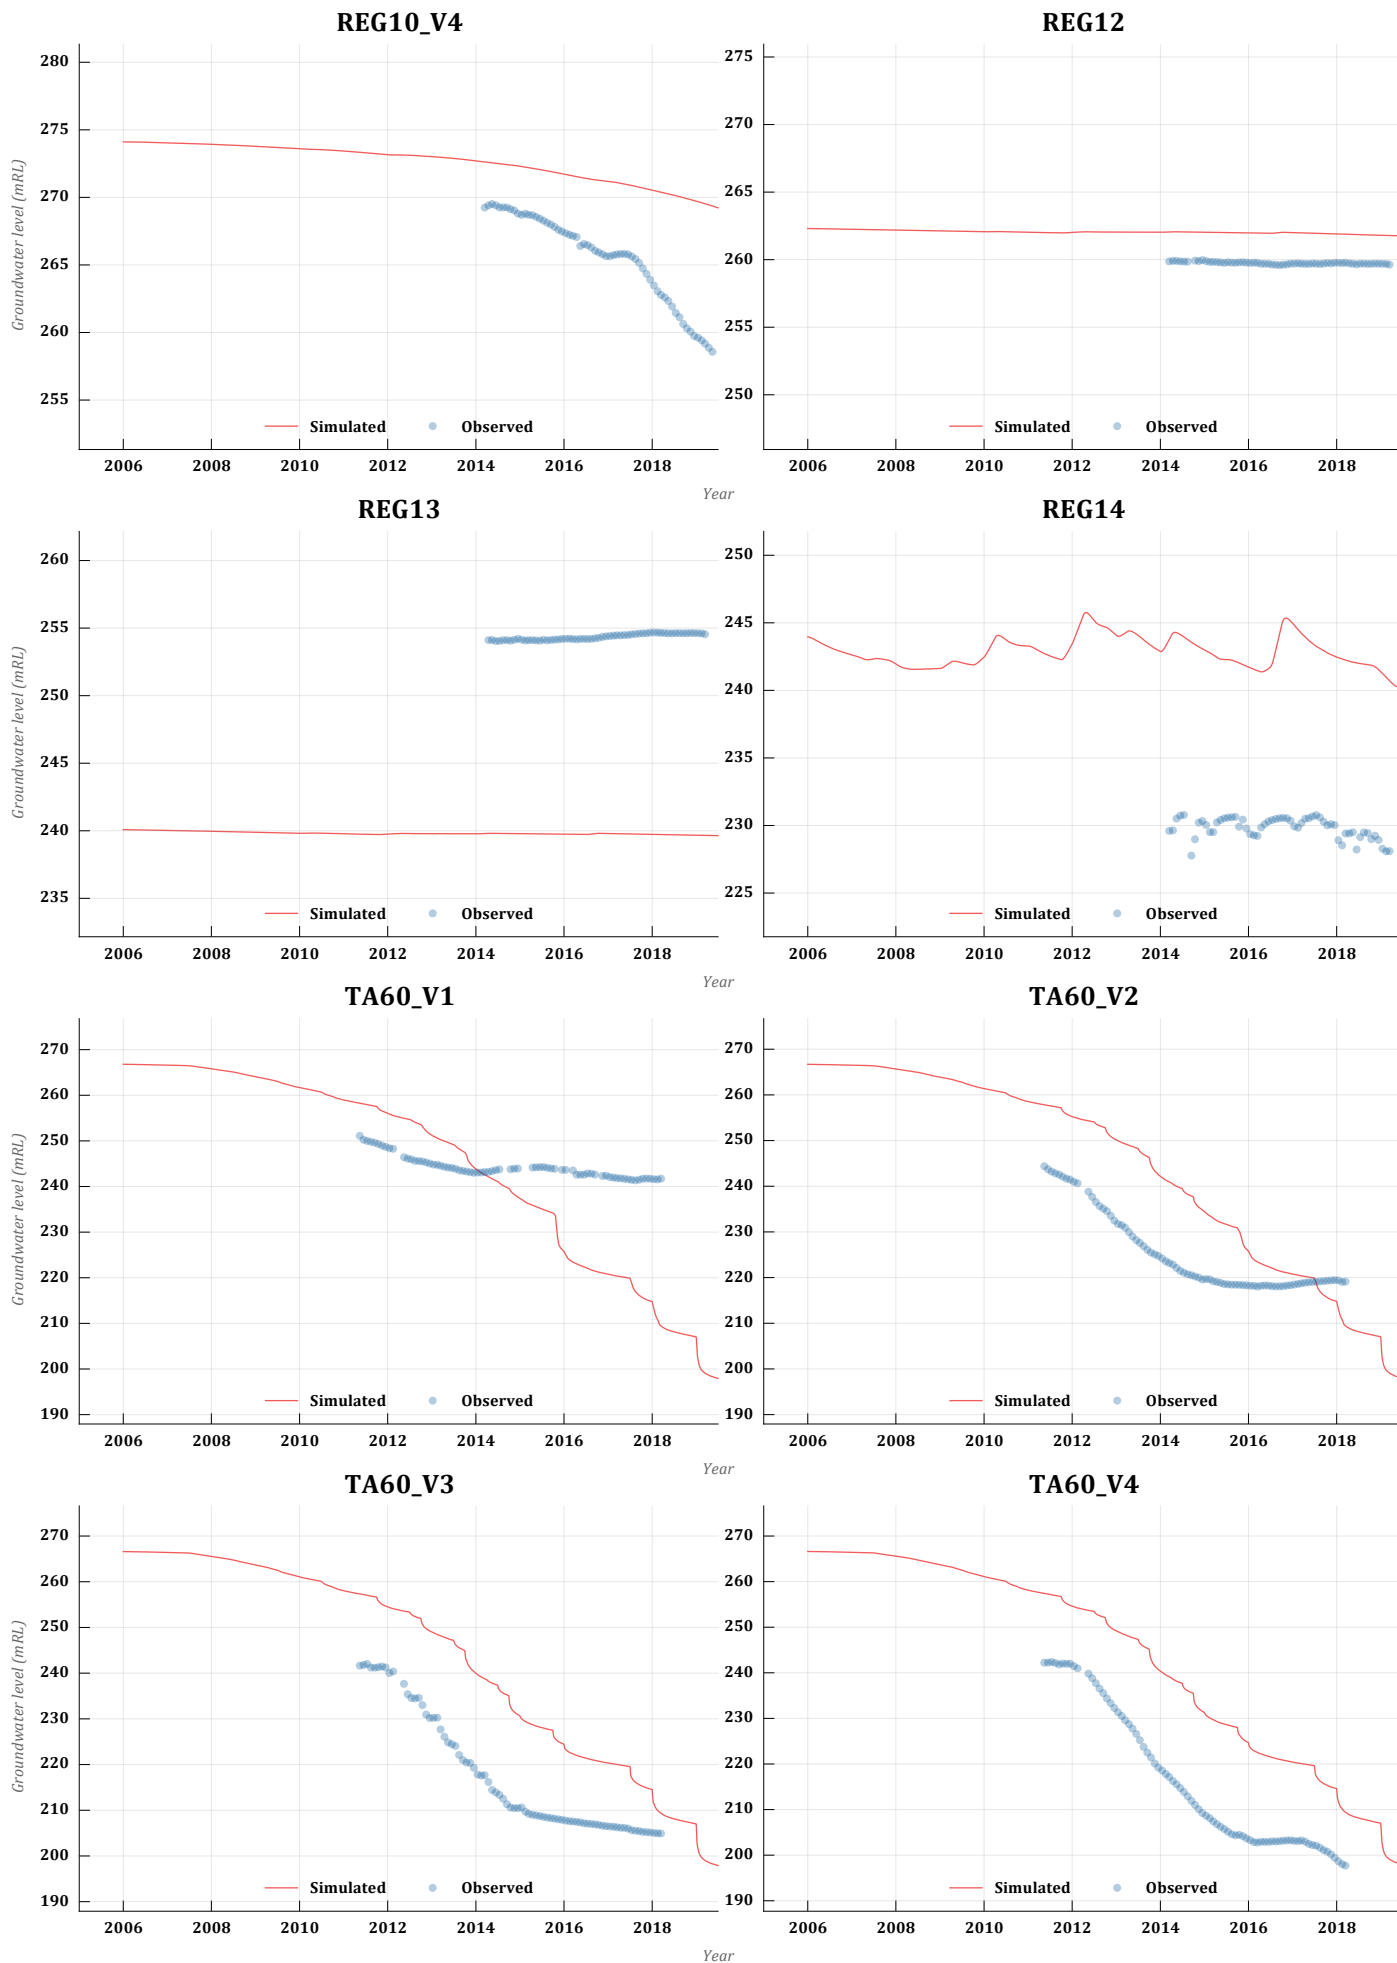 REG10_V4 REG12
280
275
270
265
260
255
Groundwater level (mRL)
Simulated Observed
2006 2008 2010 2012 2014 2016 2018
275
270
265
260
255
250
Simulated Observed
2006 2008 2010 2012 2014 2016 2018
Year
REG13 REG14
260
255
250
245
240
235
Groundwater level (mRL)
Simulated Observed
2006 2008 2010 2012 2014 2016 2018
250
245
240
235
230
225
Simulated Observed
2006 2008 2010 2012 2014 2016 2018
Year
TA60_V1 TA60_V2
270
260
250
240
230
220
210
200
190
Groundwater level (mRL)
Simulated Observed
2006 2008 2010 2012 2014 2016 2018
270
260
250
240
230
220
210
200
190
Simulated Observed
2006 2008 2010 2012 2014 2016 2018
Year
TA60_V3 TA60_V4
270
260
250
240
230
220
210
200
190
Groundwater level (mRL)
Simulated Observed
2006 2008 2010 2012 2014 2016 2018
270
260
250
240
230
220
210
200
190
Simulated Observed
2006 2008 2010 2012 2014 2016 2018
Year